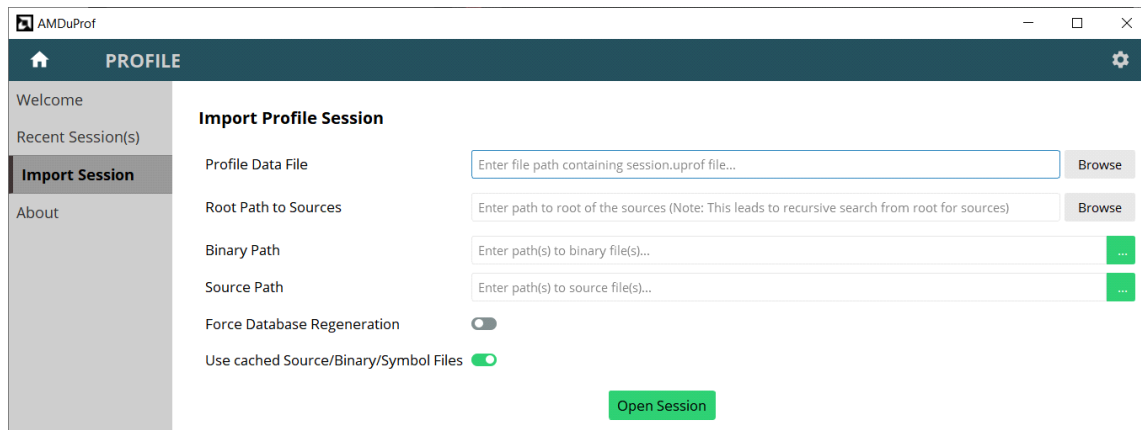 AMDuProf
PROFILE
Welcome
Recent Session(s)
Import Session
About
Import Profile Session
Profile Data File
Enter file path containing session.uprof file...
Browse
Root Path to Sources
Enter path to root of the sources (Note: This leads to recursive search from root for sources)
Browse
Binary Path
Enter path(s) to binary file(s)...
...
Source Path
Enter path(s) to source file(s)...
...
Force Database Regeneration
Use cached Source/Binary/Symbol Files
Open Session